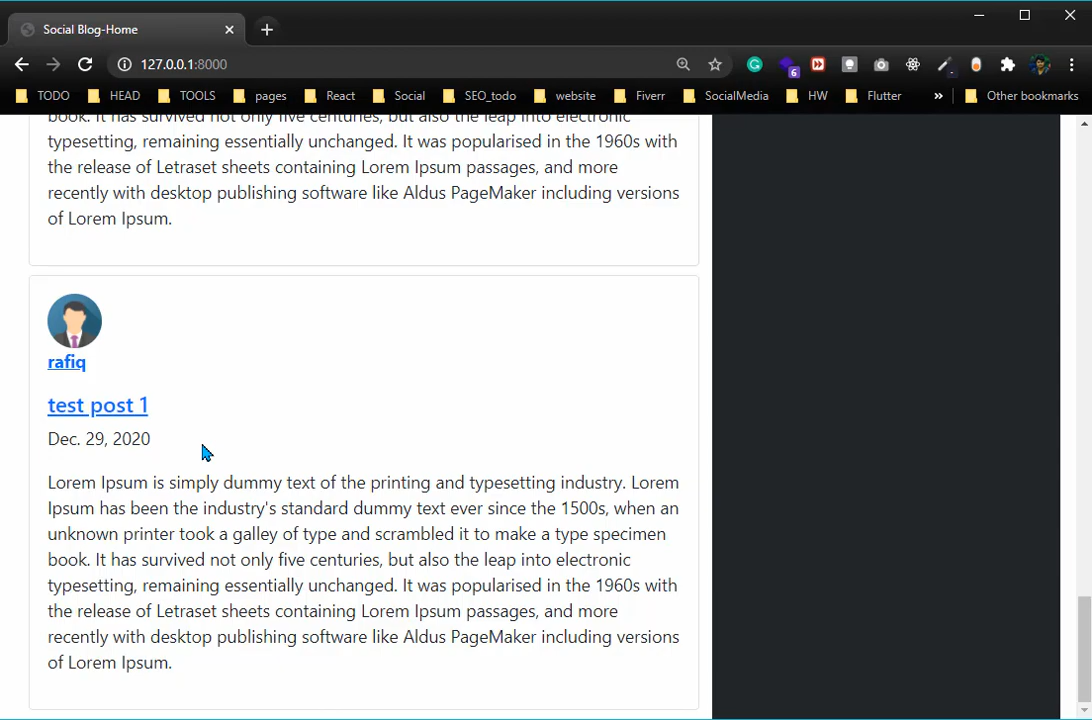 Social Blog-Home
127.0.0.1:8000
6
TODO HEAD TOOLS pages React Social SEO_todo website Fiverr SocialMedia HW Flutter » Other bookmarks
book. It has survived not only five centuries, but also the leap into electronic
typesetting, remaining essentially unchanged. It was popularised in the 1960s with
the release of Letraset sheets containing Lorem Ipsum passages, and more
recently with desktop publishing software like Aldus PageMaker including versions
of Lorem Ipsum.
rafiq
test post 1
Dec. 29, 2020
Lorem Ipsum is simply dummy text of the printing and typesetting industry. Lorem
Ipsum has been the industry's standard dummy text ever since the 1500s, when an
unknown printer took a galley of type and scrambled it to make a type specimen
book. It has survived not only five centuries, but also the leap into electronic
typesetting, remaining essentially unchanged. It was popularised in the 1960s with
the release of Letraset sheets containing Lorem Ipsum passages, and more
recently with desktop publishing software like Aldus PageMaker including versions
of Lorem Ipsum.